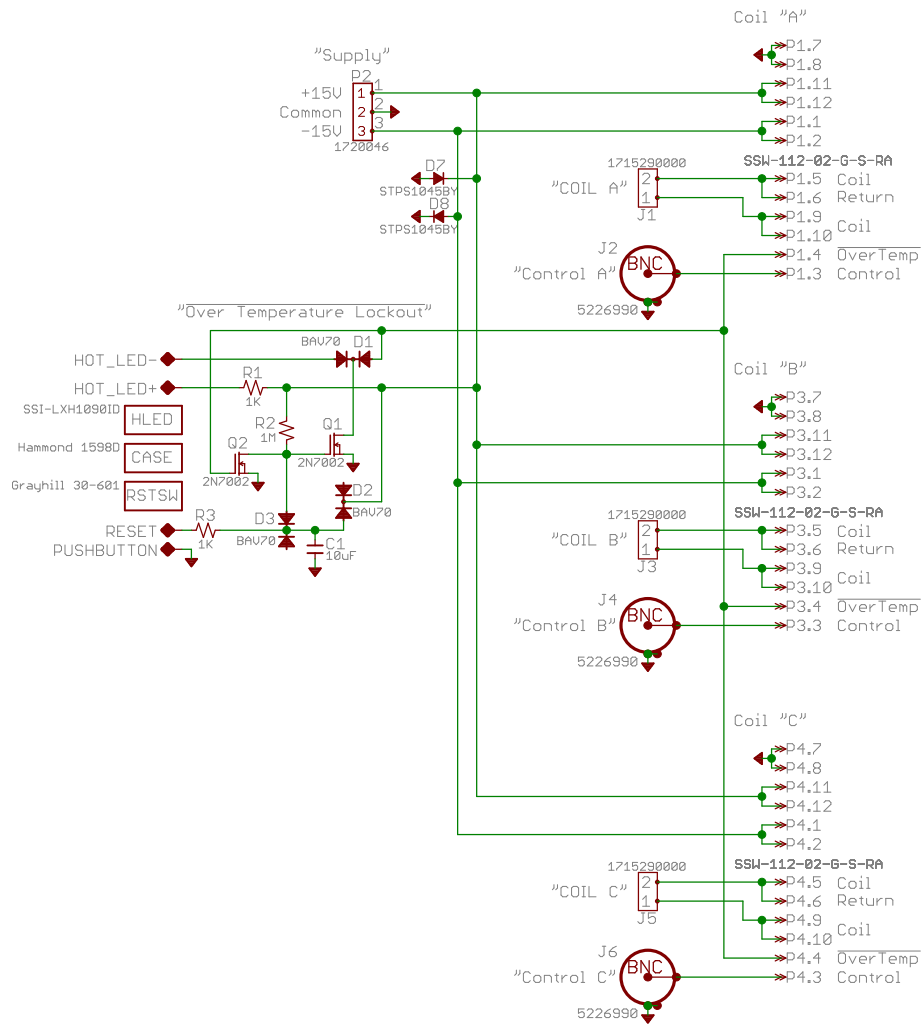 Coil "A"
P1.7
P1.8
P1.11
P1.12
P1.1
P1.2
SSW-112-02-G-S-RA
P1.5 Coil
P1.6 Return
P1.9
P1.10 Coil
P1.4 OverTemp
P1.3 Control
"Supply"
P2
+15V 1 1
Common 2 2
-15V 3 3
1720046
D7
STPS1045BY
D8
STPS1045BY
1715290000
"COIL A" 2 1
J1
J2
BNC
"Control A"
5226990
"Over Temperature Lockout"
BAV70 D1
HOT_LED-
HOT_LED+
R1
1K
SSI-LXH1090ID
HLED
R2
1M
Q1
2N7002
Hammond 1598D
CASE
Q2
2N7002
Grayhill 30-601
RSTSW
D2
BAV70
RESET
R3
1K
D3
BAV70
C1
10uF
PUSHBUTTON
Coil "B"
P3.7
P3.8
P3.11
P3.12
P3.1
P3.2
SSW-112-02-G-S-RA
P3.5 Coil
P3.6 Return
P3.9
P3.10 Coil
P3.4 OverTemp
P3.3 Control
1715290000
"COIL B" 2 1
J3
J4
BNC
"Control B"
5226990
Coil "C"
P4.7
P4.8
P4.11
P4.12
P4.1
P4.2
SSW-112-02-G-S-RA
P4.5 Coil
P4.6 Return
P4.9
P4.10 Coil
P4.4 OverTemp
P4.3 Control
1715290000
"COIL C" 2 1
J5
J6
BNC
"Control C"
5226990